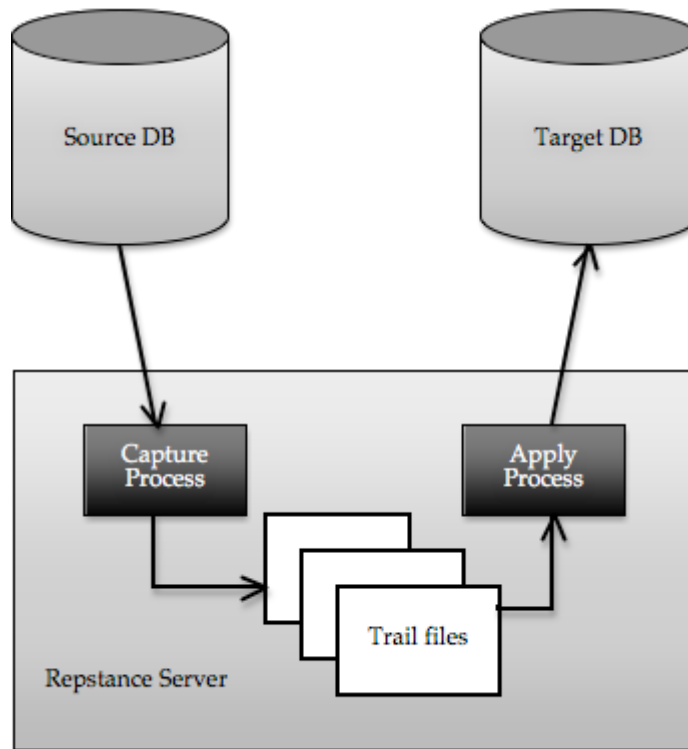 Source DB
Target DB
Capture
Process
Apply
Process
Trail files
Repstance Server